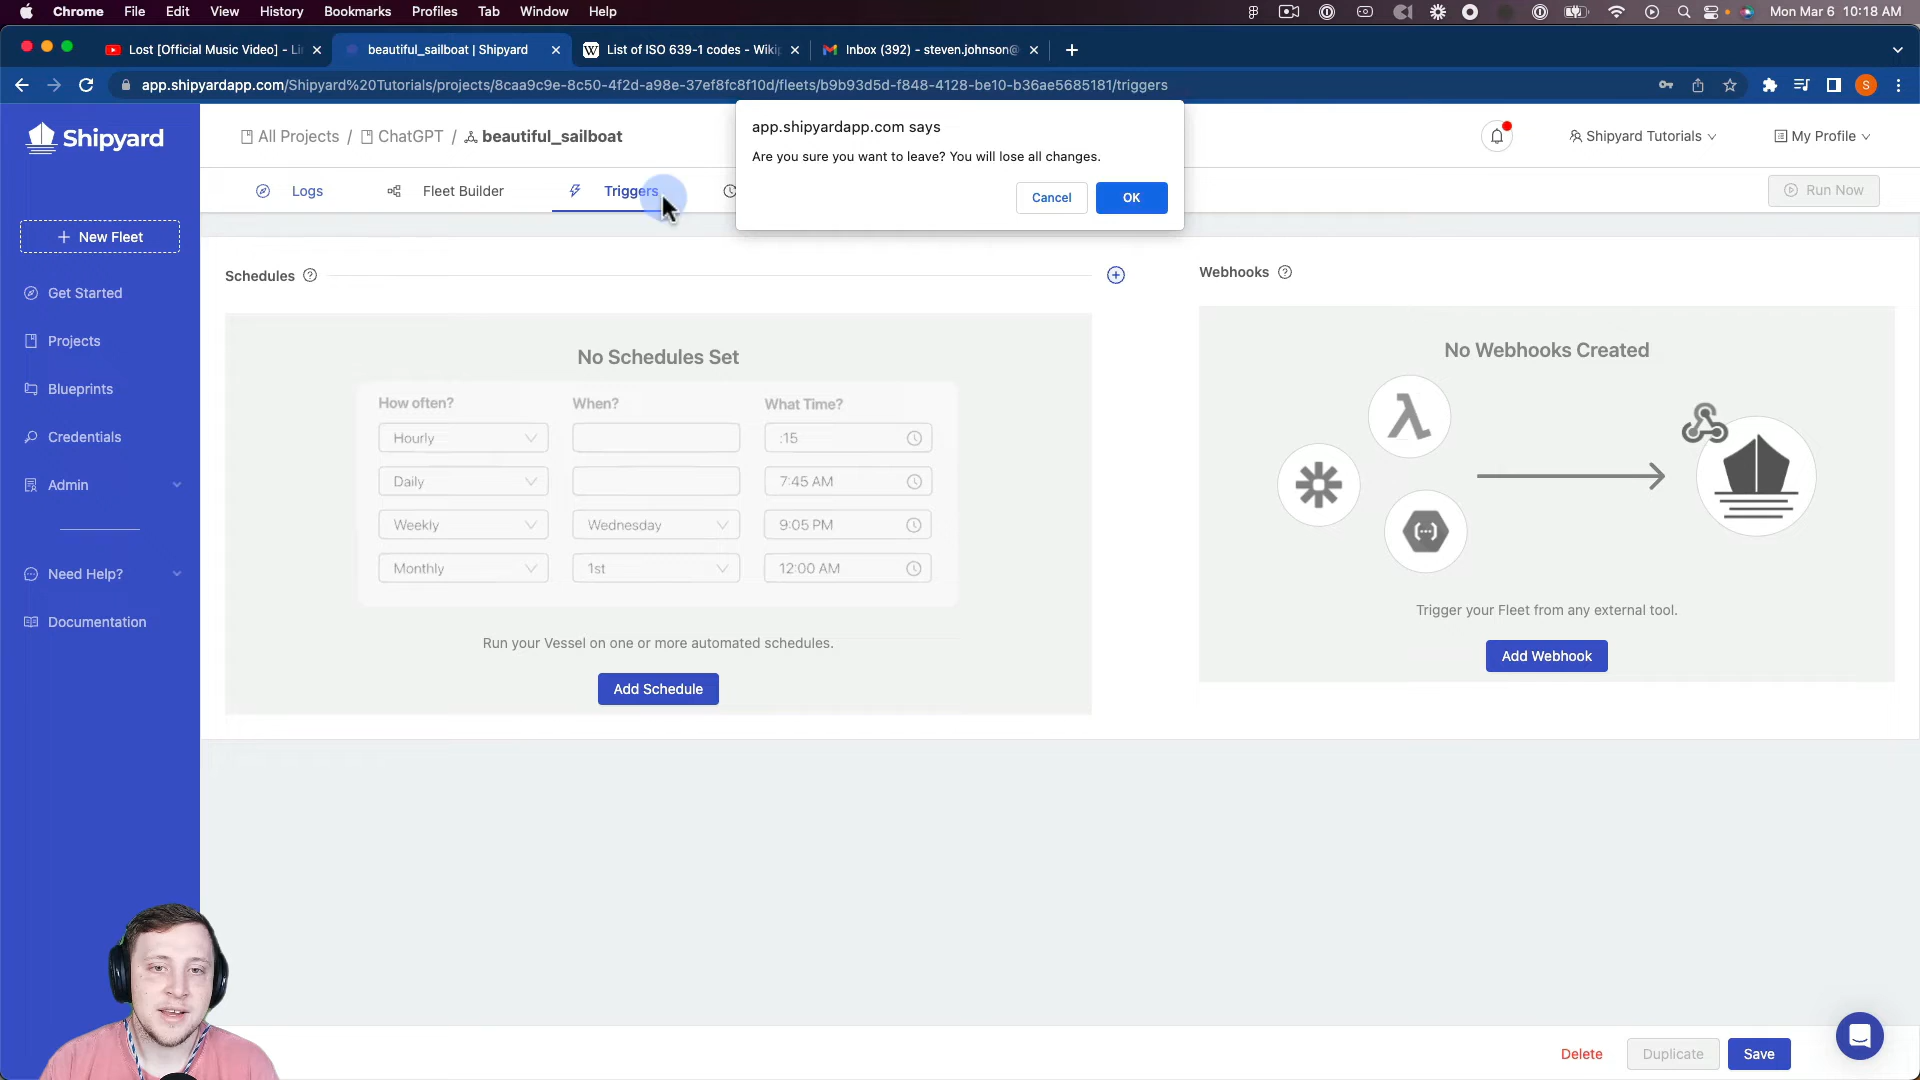 Chrome File Edit View History Bookmarks Profiles Tab Window Help Mon Mar 6 10:18 AM
Lost [Official Music Video] - Li beautiful_sailboat | Shipyard List of ISO 639-1 codes - Wiki Inbox (392) - steven.johnson@
app.shipyardapp.com/Shipyard%20Tutorials/projects/8caa9c9e-8c50-4f2d-a98e-37ef8fc8f10d/fleets/b9b93d5d-f848-4128-be10-b36ae5685181/triggers S
app.shipyardapp.com says
Are you sure you want to leave? You will lose all changes.
Cancel OK
Shipyard
All Projects / ChatGPT / beautiful_sailboat
Shipyard Tutorials My Profile
Logs Fleet Builder Triggers
Run Now
+ New Fleet
Get Started
Projects
Blueprints
Credentials
Admin
Need Help?
Documentation
Schedules
No Schedules Set
How often? When? What Time?
Hourly :15
Daily 7:45 AM
Weekly Wednesday 9:05 PM
Monthly 1st 12:00 AM
Run your Vessel on one or more automated schedules.
Add Schedule
Webhooks
No Webhooks Created
Trigger your Fleet from any external tool.
Add Webhook
Delete Duplicate Save